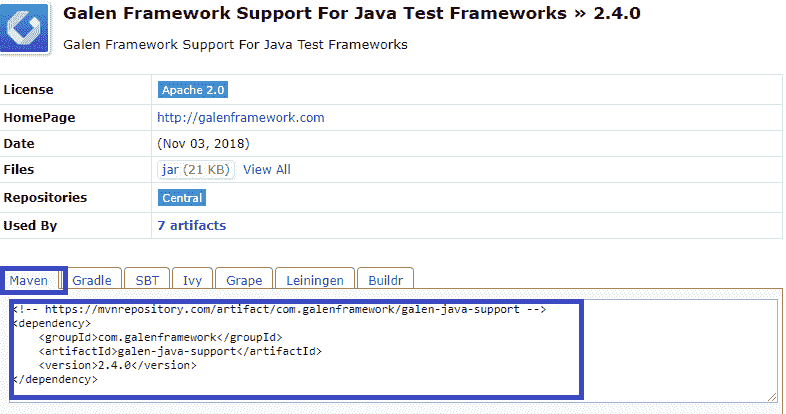 Galen Framework Support For Java Test Frameworks » 2.4.0
Galen Framework Support For Java Test Frameworks
License Apache 2.0
HomePage http://galenframework.com
Date (Nov 03, 2018)
Files jar (21 KB) View All
Repositories Central
Used By 7 artifacts
Maven Gradle SBT Ivy Grape Leiningen Buildr
<!-- https://mvnrepository.com/artifact/com.galenframework/galen-java-support -->
<dependency>
    <groupId>com.galenframework</groupId>
    <artifactId>galen-java-support</artifactId>
    <version>2.4.0</version>
</dependency>